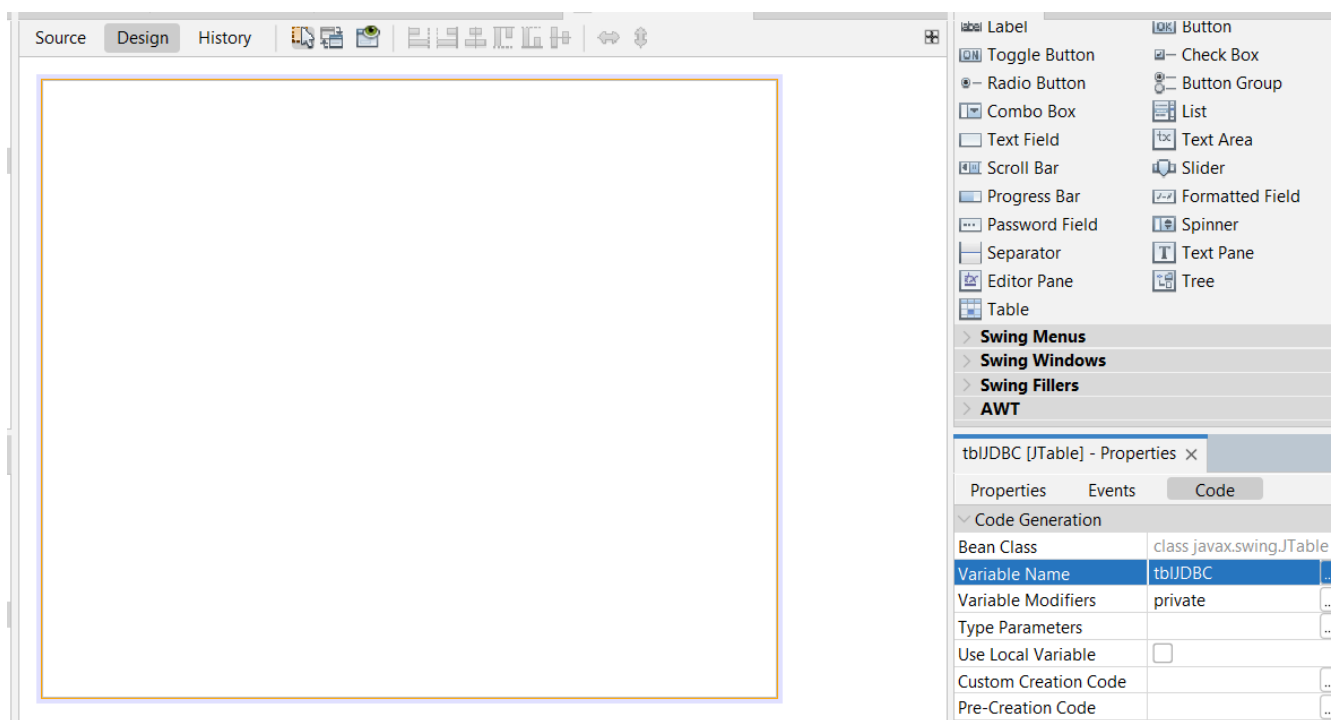 Source Design History
Label Button
Toggle Button Check Box
Radio Button Button Group
Combo Box List
Text Field Text Area
Scroll Bar Slider
Progress Bar Formatted Field
Password Field Spinner
Separator Text Pane
Editor Pane Tree
Table
Swing Menus
Swing Windows
Swing Fillers
AWT
tblJDBC [JTable] - Properties ×
Properties Events Code
Code Generation
Bean Class class javax.swing.JTable
Variable Name tblJDBC ...
Variable Modifiers private ...
Type Parameters ...
Use Local Variable
Custom Creation Code ...
Pre-Creation Code ...